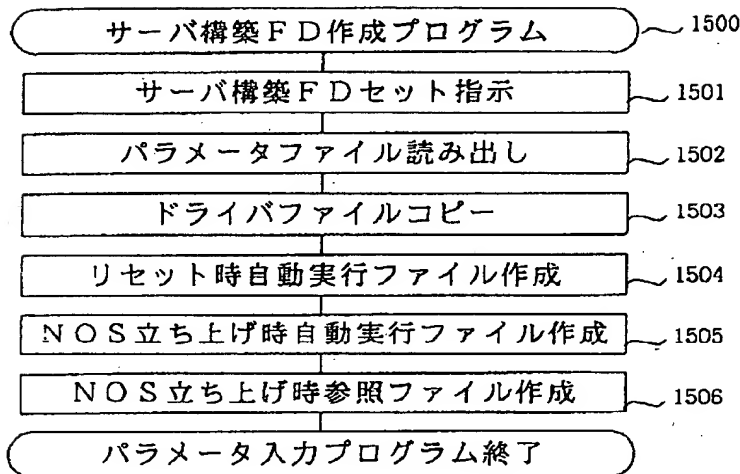 サーバ構築FD作成プログラム 1500
サーバ構築FDセット指示 1501
パラメータファイル読み出し 1502
ドライバファイルコピー 1503
リセット時自動実行ファイル作成 1504
NOS立ち上げ時自動実行ファイル作成 1505
NOS立ち上げ時参照ファイル作成 1506
パラメータ入力プログラム終了